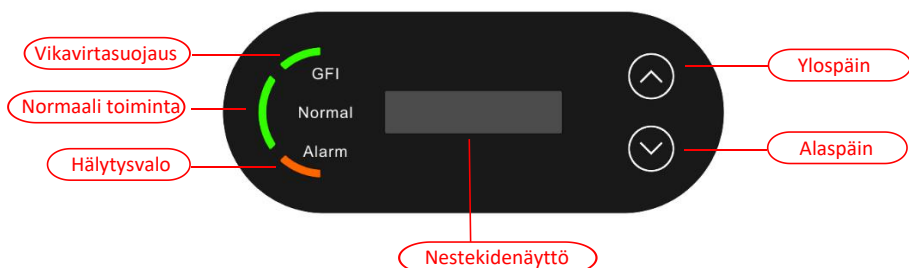 Vikavirtasuojaus
GFI
Ylospäin
Normaali toiminta
Normal
Alarm
Hälytysvalo
Alaspäin
Nestekidenäyttö